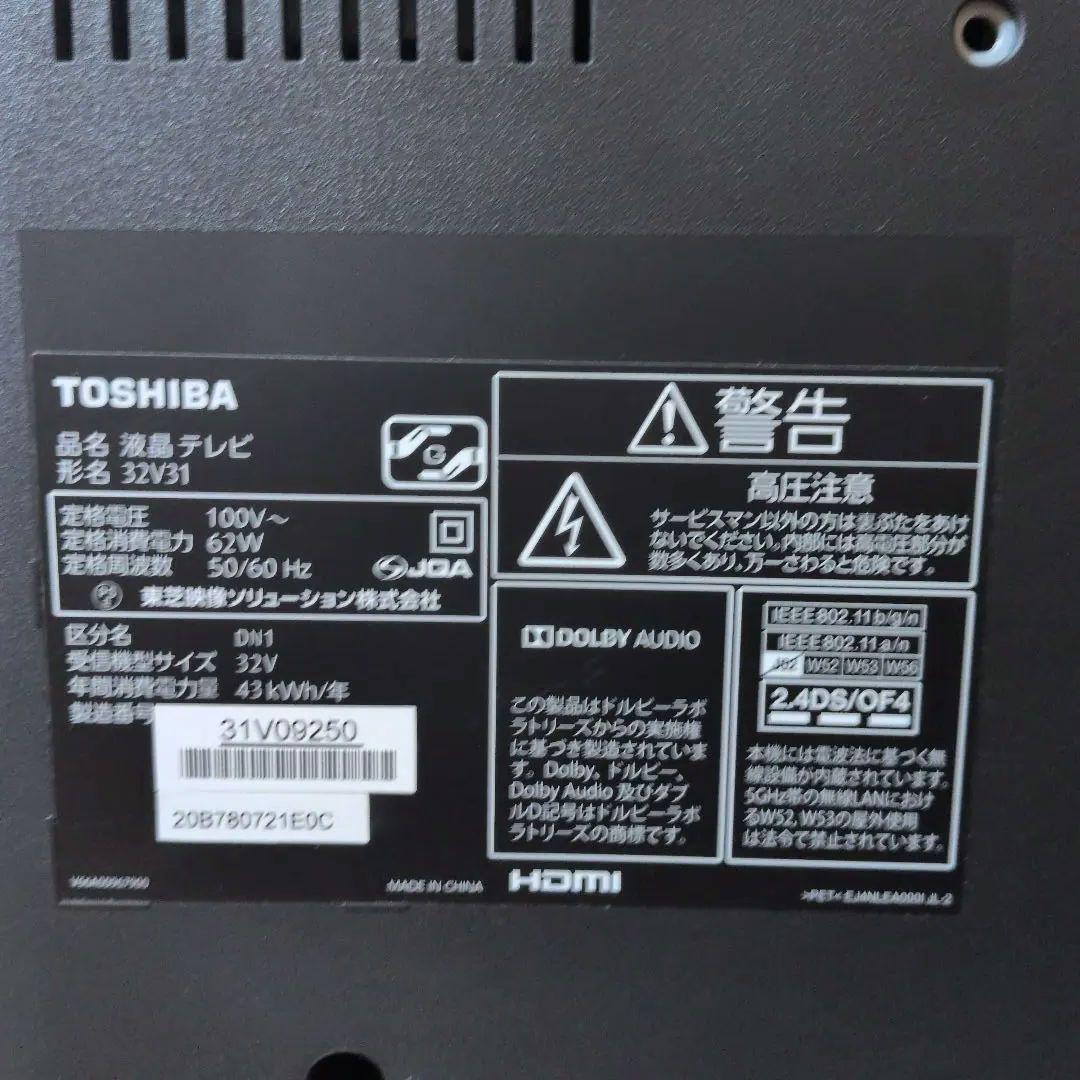 TOSHIBA
品名 液晶テレビ
形名 32V31
G
定格電圧 100V～
定格消費電力 62W
定格周波数 50/60 Hz
JQA
東芝映像ソリューション株式会社
区分名 DN1
受信機型サイズ 32V
年間消費電力量 43 kWh/年
製造番号
31V09250
20B780721E0C
MADE IN CHINA
HDMI
警告
高圧注意
サービスマン以外の方は裏ぶたをあけ
ないでください。内部には高電圧部分が
数多くあり、万一さわると危険です。
DOLBY AUDIO
この製品はドルビーラボ
ラトリーズからの実施権
に基づき製造されていま
す。Dolby、ドルビー、
Dolby Audio 及びダブ
ルD記号はドルビーラボ
ラトリーズの商標です。
IEEE802.11b/g/n
IEEE802.11a/n
J52 W52 W53 W56
2.4DS/OF4
本機には電波法に基づく無
線設備が内蔵されています。
5GHz帯の無線LANにおけ
るW52、W53の屋外使用
は法令で禁止されています。
>PET<